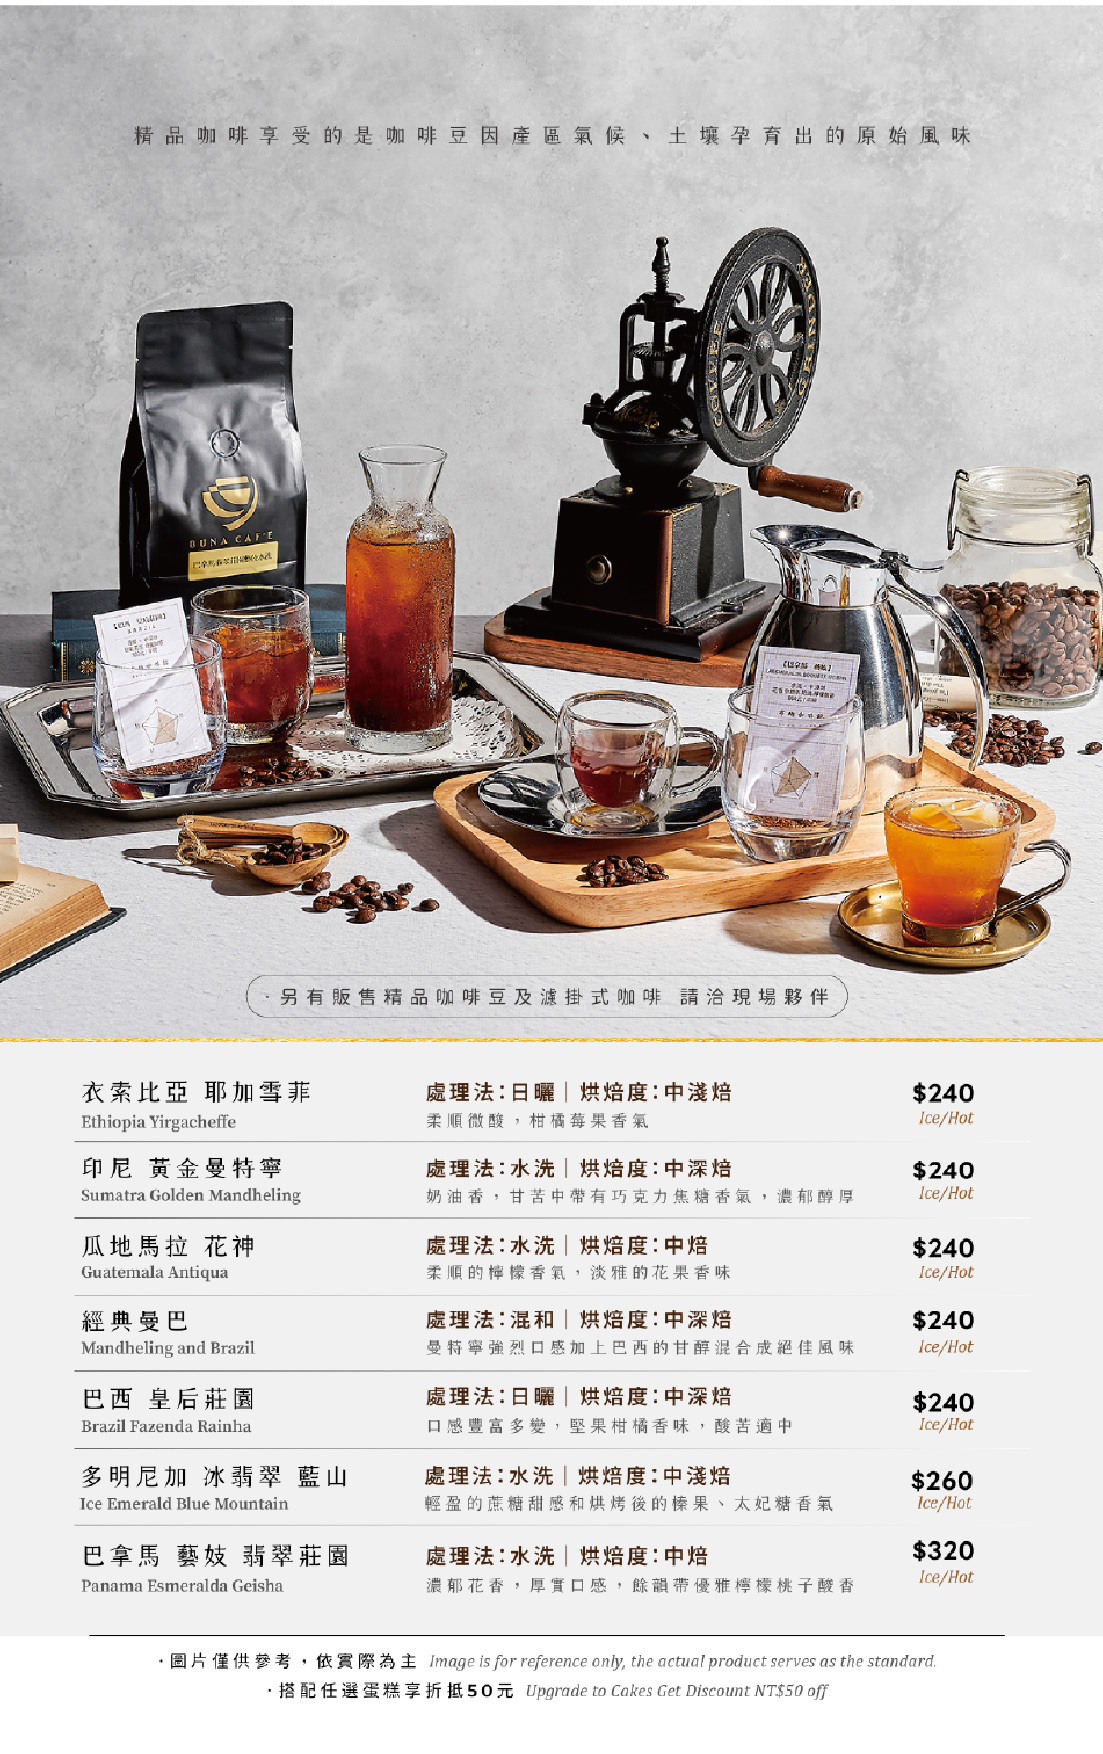 精品咖啡享受的是咖啡豆因產區氣候、土壤孕育出的原始風味
BUNA CAF'E
·另有販售精品咖啡豆及濾掛式咖啡 請洽現場夥伴
衣索比亞 耶加雪菲
Ethiopia Yirgacheffe
處理法:日曬｜烘焙度:中淺焙
柔順微酸，柑橘莓果香氣
$240
Ice/Hot
印尼 黃金曼特寧
Sumatra Golden Mandheling
處理法:水洗｜烘焙度:中深焙
奶油香，甘苦中帶有巧克力焦糖香氣，濃郁醇厚
$240
Ice/Hot
瓜地馬拉 花神
Guatemala Antiqua
處理法:水洗｜烘焙度:中焙
柔順的檸檬香氣，淡雅的花果香味
$240
Ice/Hot
經典曼巴
Mandheling and Brazil
處理法:混和｜烘焙度:中深焙
曼特寧強烈口感加上巴西的甘醇混合成絕佳風味
$240
Ice/Hot
巴西 皇后莊園
Brazil Fazenda Rainha
處理法:日曬｜烘焙度:中深焙
口感豐富多變，堅果柑橘香味，酸苦適中
$240
Ice/Hot
多明尼加 冰翡翠 藍山
Ice Emerald Blue Mountain
處理法:水洗｜烘焙度:中淺焙
輕盈的蔗糖甜感和烘烤後的榛果、太妃糖香氣
$260
Ice/Hot
巴拿馬 藝妓 翡翠莊園
Panama Esmeralda Geisha
處理法:水洗｜烘焙度:中焙
濃郁花香，厚實口感，餘韻帶優雅檸檬桃子酸香
$320
Ice/Hot
·圖片僅供參考，依實際為主 Image is for reference only, the actual product serves as the standard.
·搭配任選蛋糕享折抵50元 Upgrade to Cakes Get Discount NT$50 off